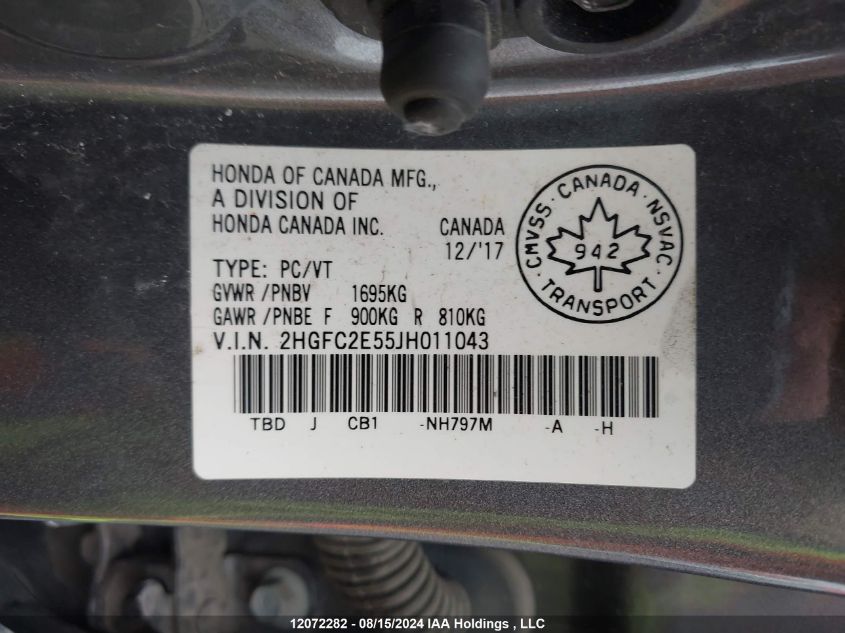 HONDA OF CANADA MFG.,
A DIVISION OF
HONDA CANADA INC. CANADA
12/'17
TYPE: PC/VT
GVWR /PNBV 1695KG
GAWR /PNBE F 900KG R 810KG
V.I.N. 2HGFC2E55JH011043
TBD J CB1 -NH797M -A -H
CMVSS · CANADA · NSVAC
942
· TRANSPORT ·
12072282 - 08/15/2024 IAA Holdings , LLC